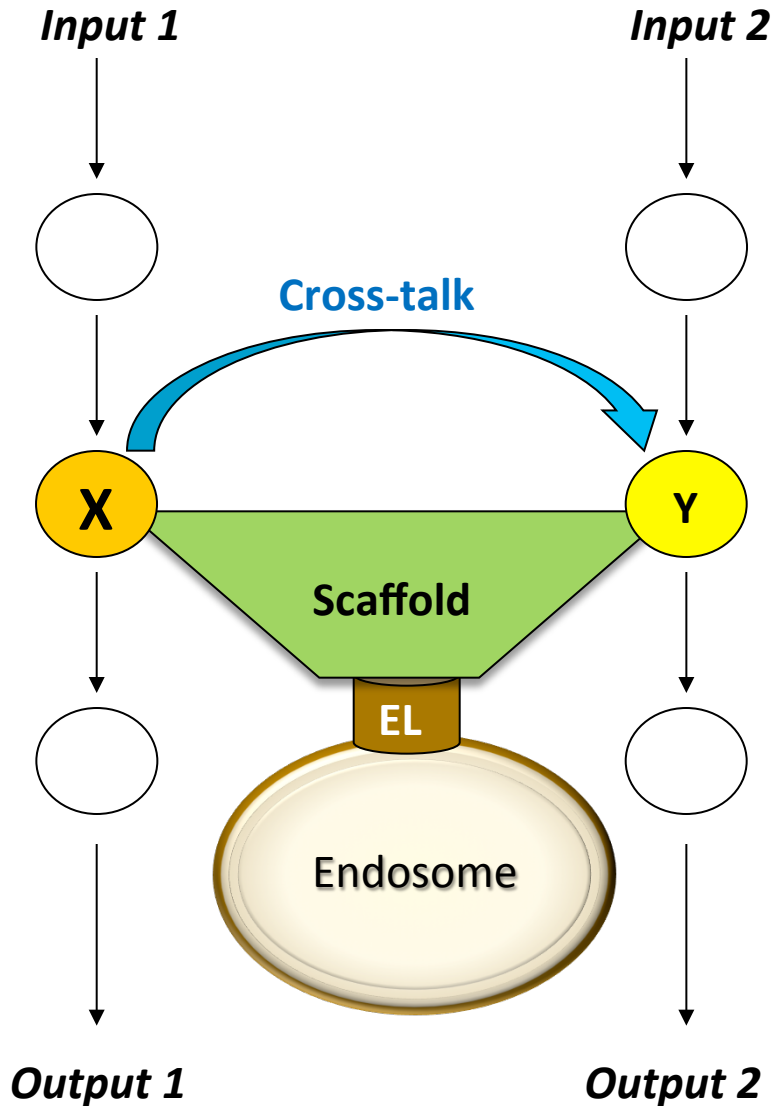 Input 1
Input 2
Cross-talk
X
Y
Scaffold
EL
Endosome
Output 1
Output 2